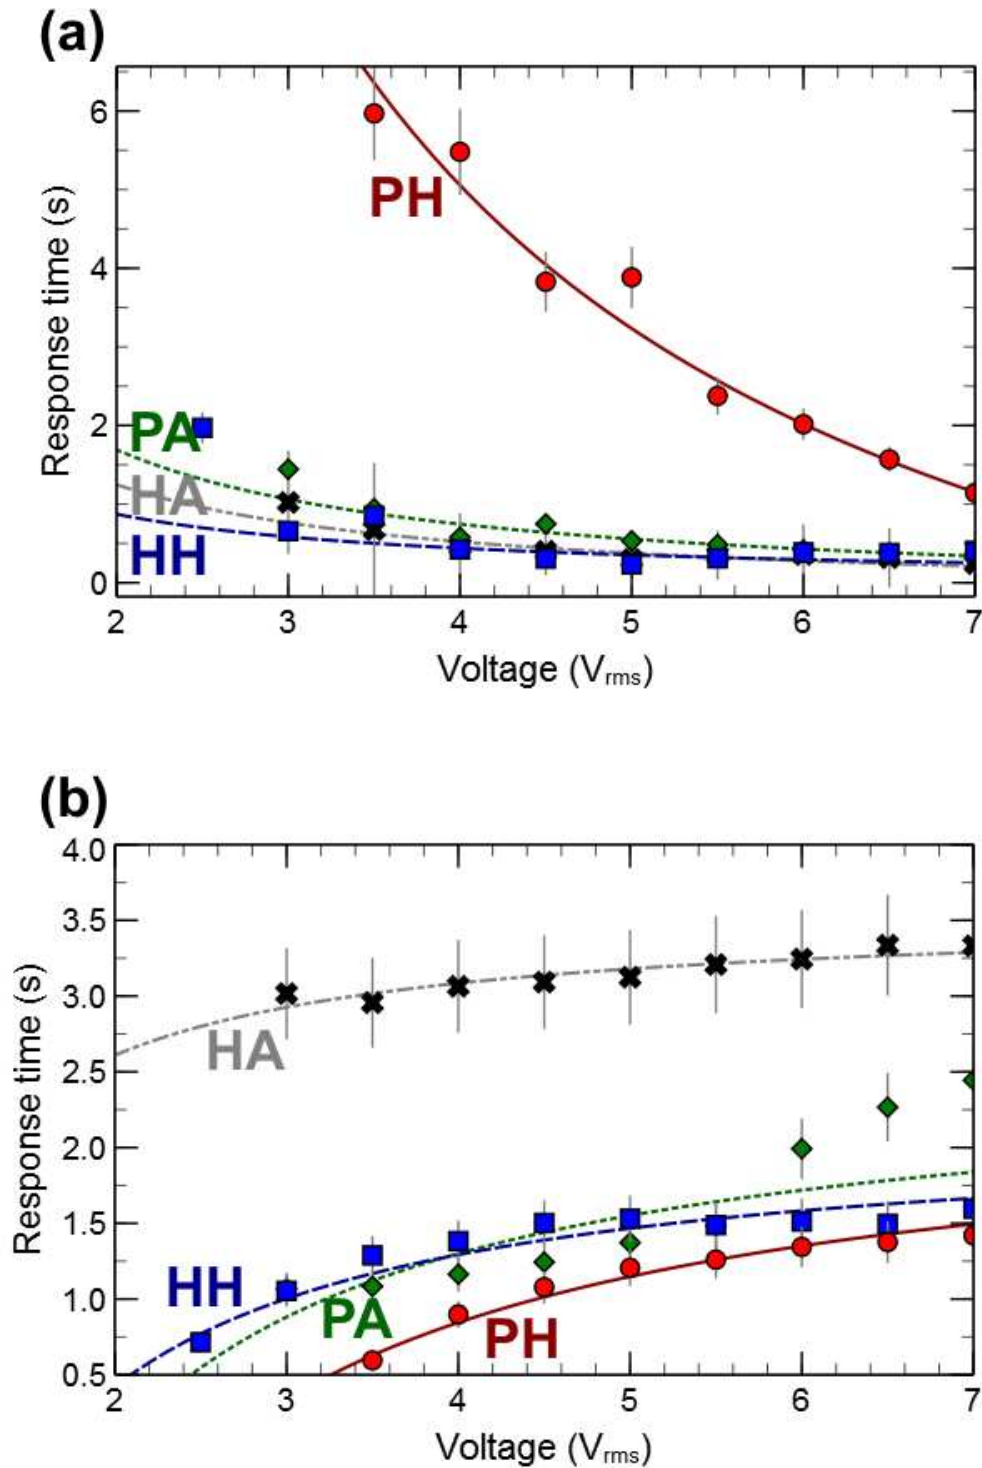 (a)
Response time (s)
6
4
2
0
PH
PA
HA
HH
2 3 4 5 6 7
Voltage (Vrms)
(b)
Response time (s)
4.0
3.5
3.0
2.5
2.0
1.5
1.0
0.5
HA
HH
PA
PH
2 3 4 5 6 7
Voltage (Vrms)